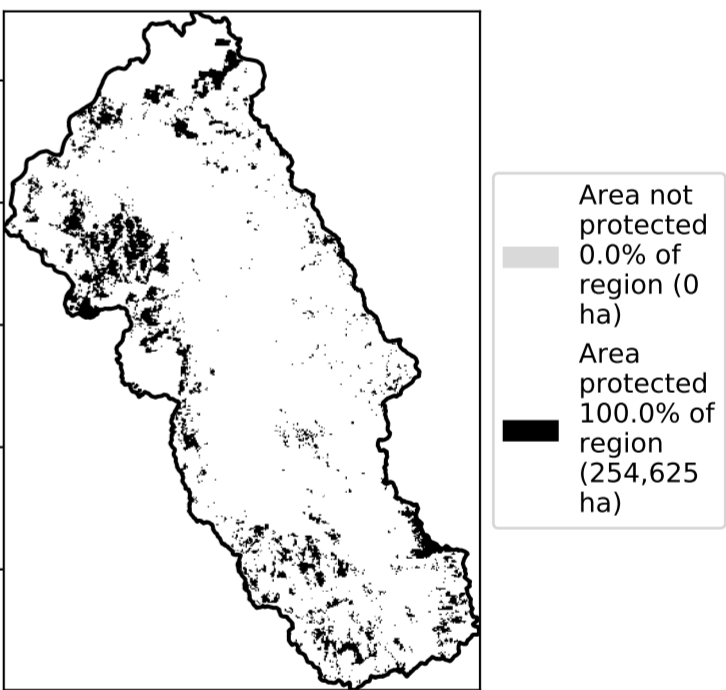 Area not
protected
0.0% of
region (0
ha)
Area
protected
100.0% of
region
(254,625
ha)